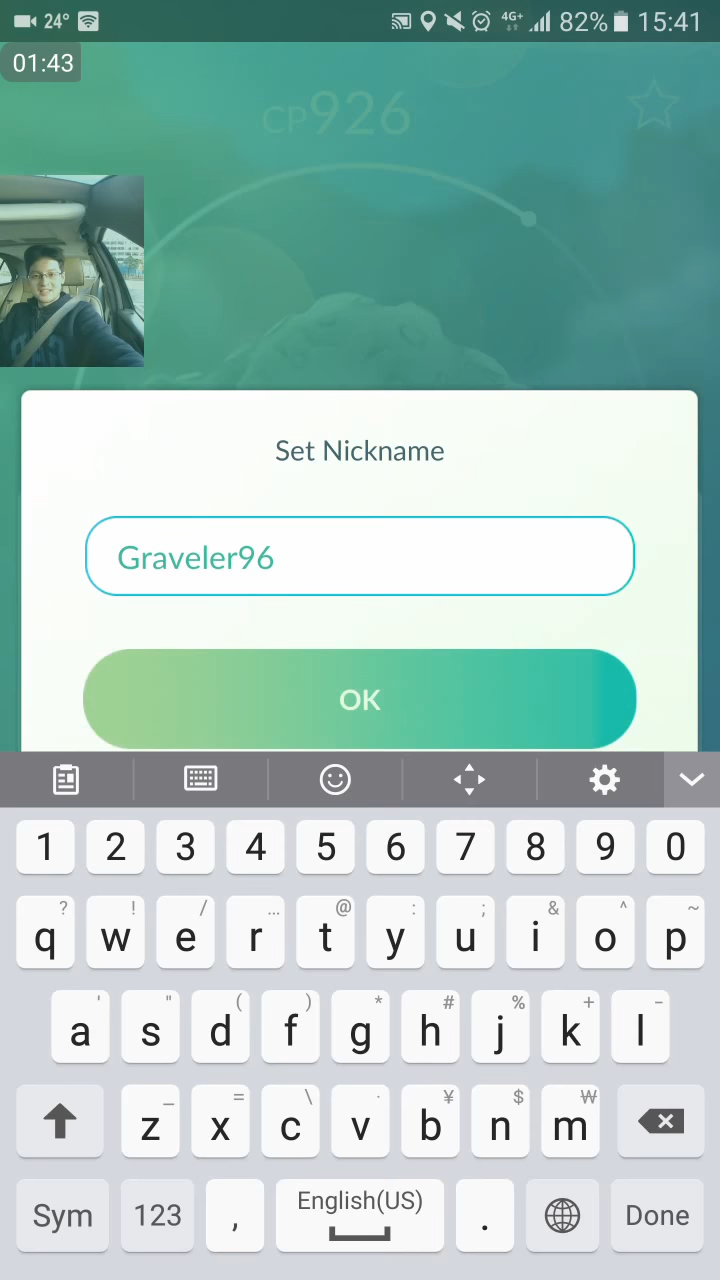 24° 4G+ 82% 15:41
01:43
CP926
Set Nickname
Graveler96
OK
1 2 3 4 5 6 7 8 9 0
? ! / ... @ : ; & ^ ~
q w e r t y u i o p
' " ( ) * # % + -
a s d f g h j k l
_ = \ · ¥ $ ₩
z x c v b n m
Sym 123 , English(US) . Done